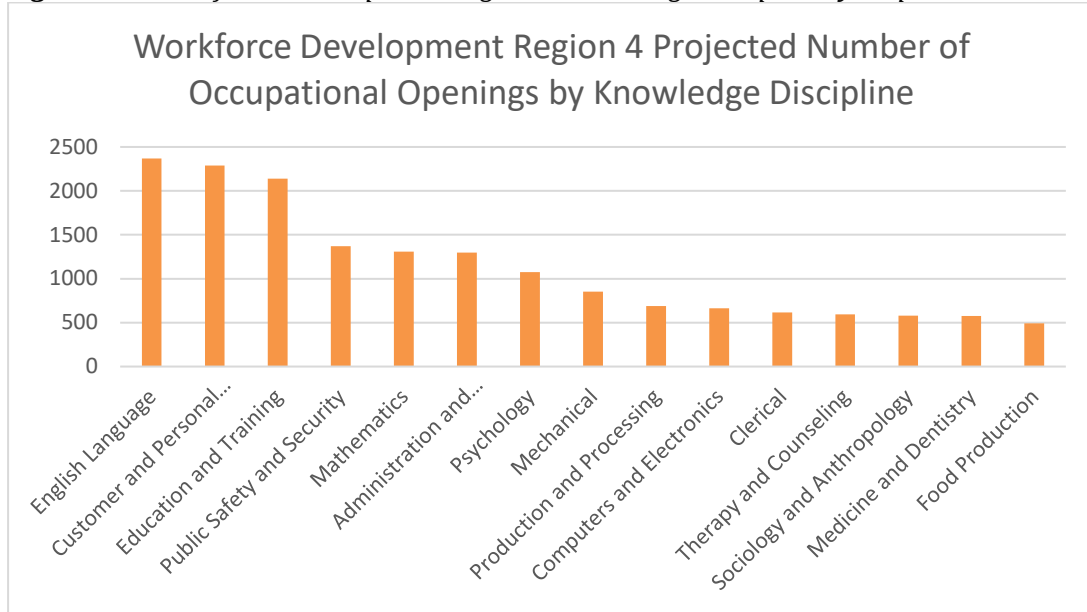 Workforce Development Region 4 Projected Number of
Occupational Openings by Knowledge Discipline
2500
2000
1500
1000
500
0
English Language
Customer and Personal...
Education and Training
Public Safety and Security
Mathematics
Administration and...
Psychology
Mechanical
Production and Processing
Computers and Electronics
Clerical
Therapy and Counseling
Sociology and Anthropology
Medicine and Dentistry
Food Production